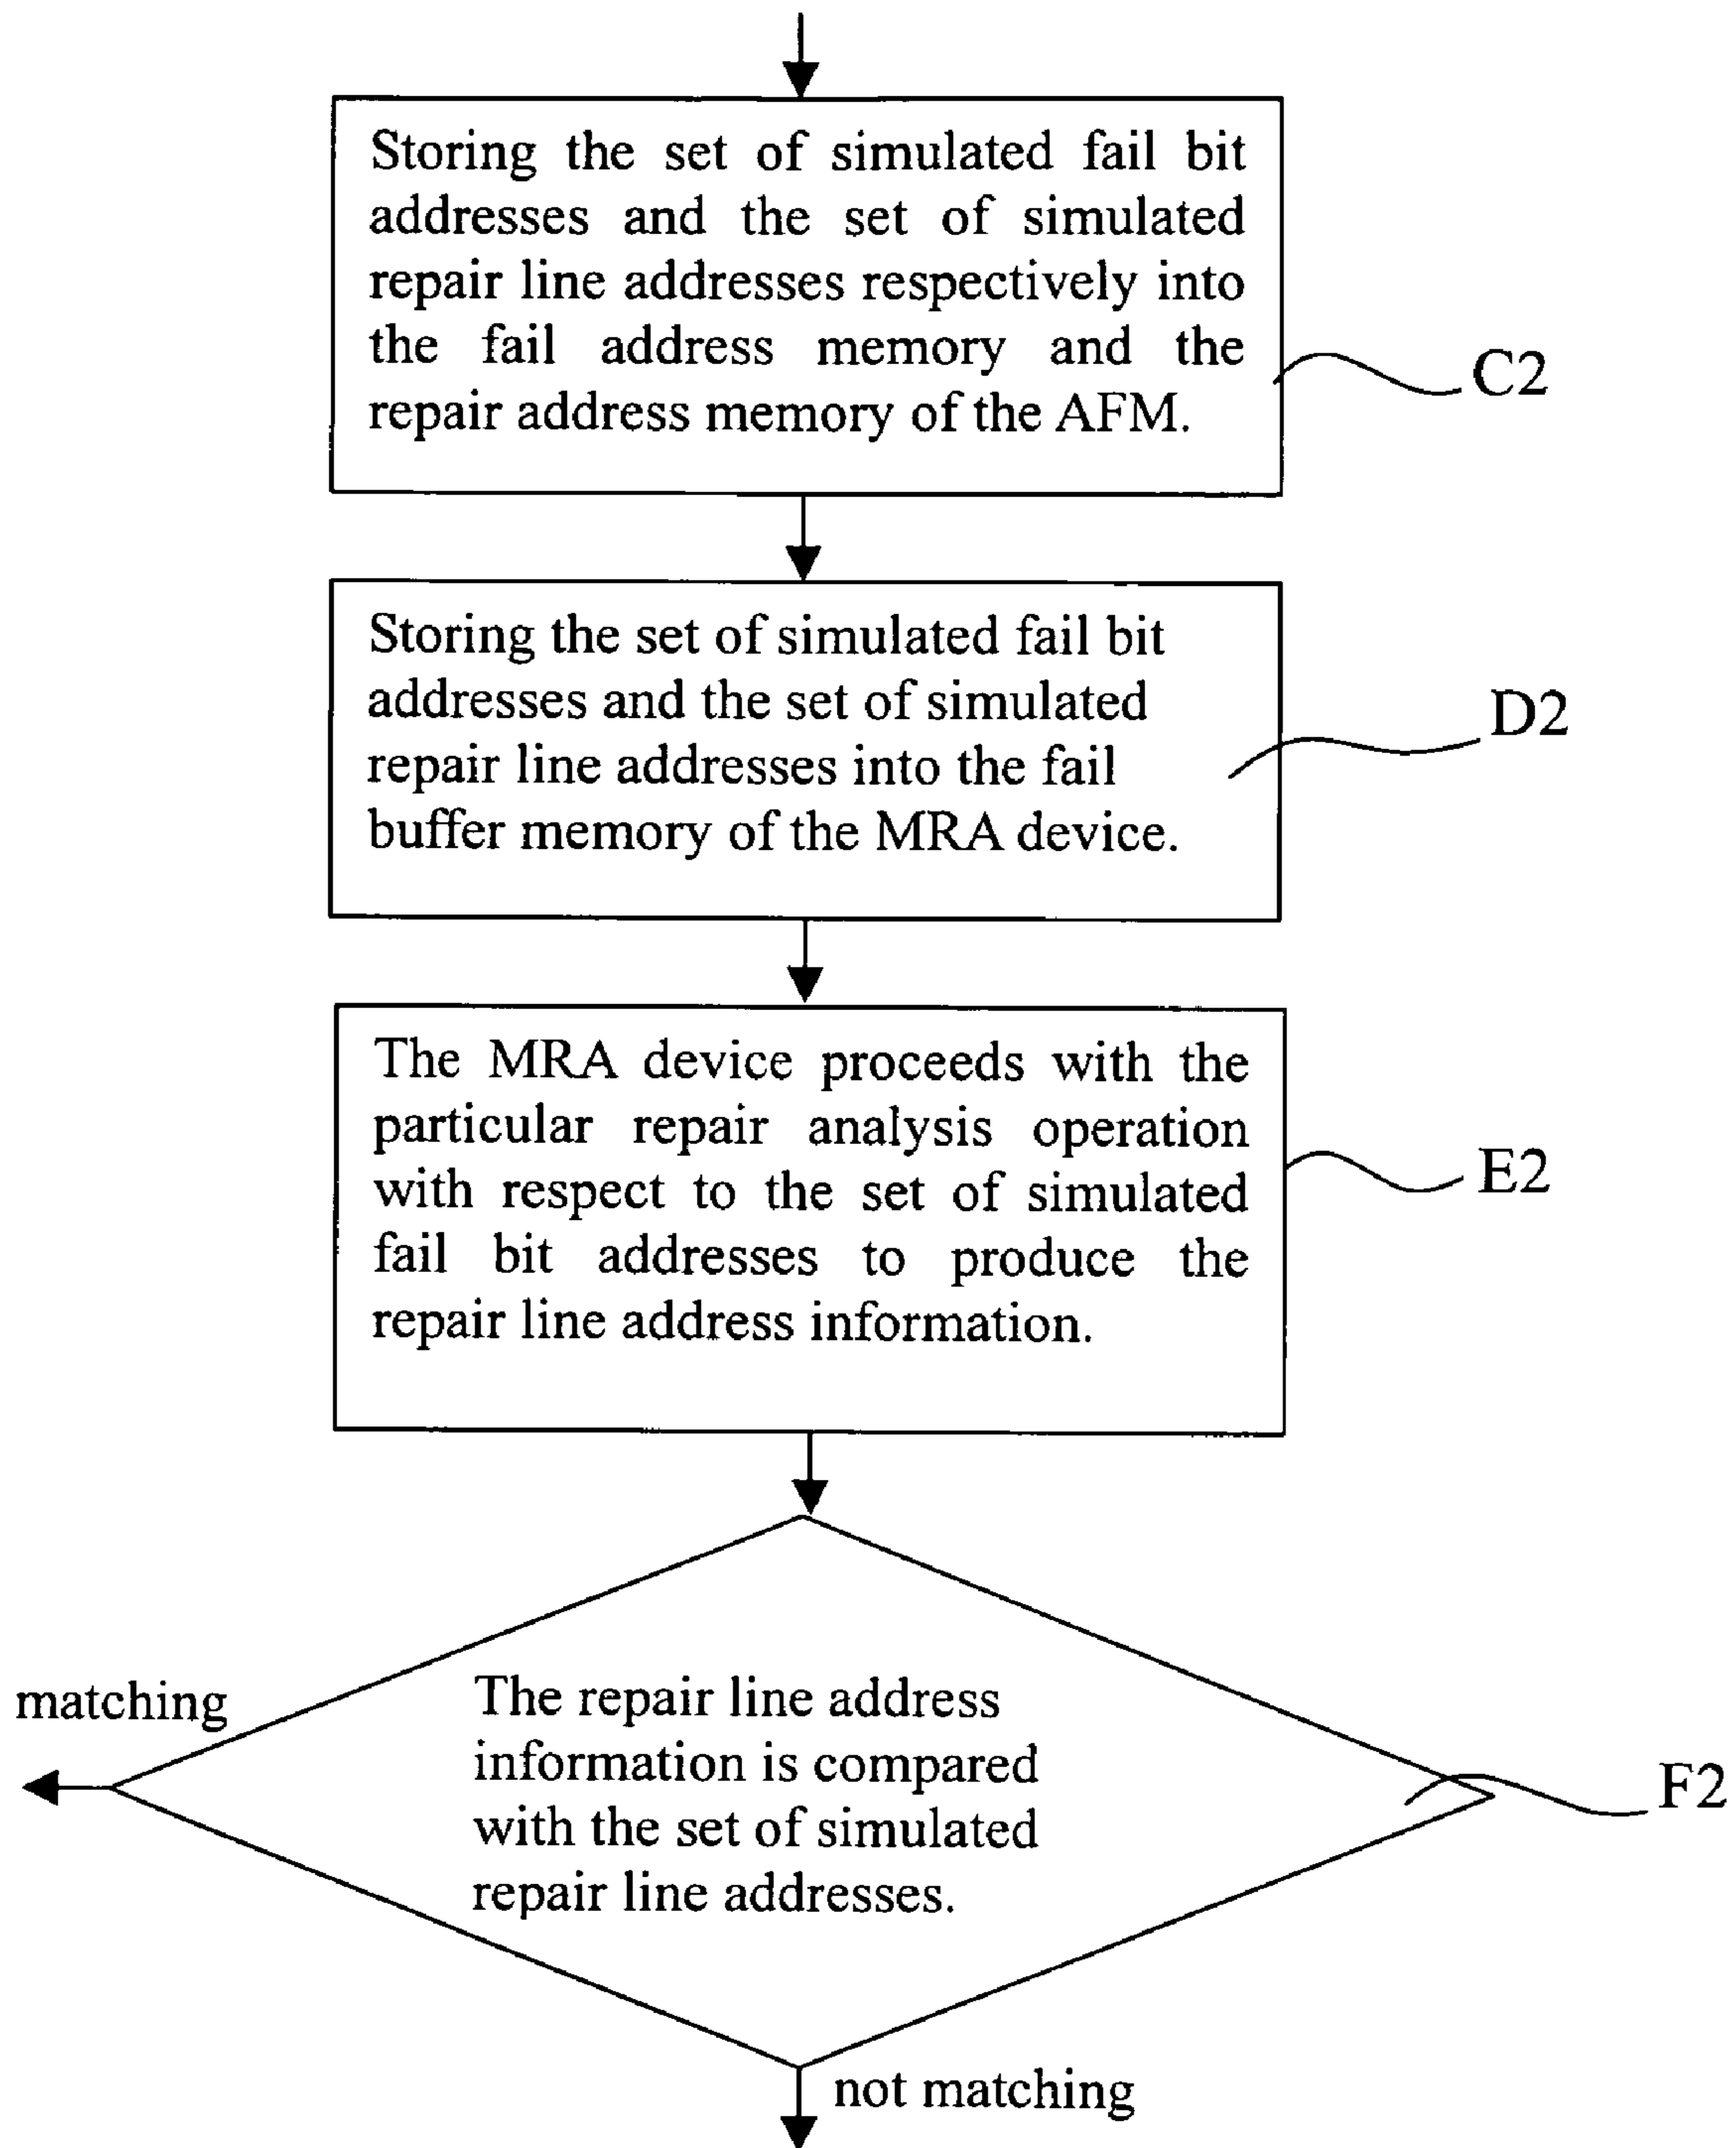 Storing the set of simulated fail bit
addresses and the set of simulated
repair line addresses respectively into
the fail address memory and the
repair address memory of the AFM.
C2
Storing the set of simulated fail bit
addresses and the set of simulated
repair line addresses into the fail
buffer memory of the MRA device.
D2
The MRA device proceeds with the
particular repair analysis operation
with respect to the set of simulated
fail bit addresses to produce the
repair line address information.
E2
matching
The repair line address
information is compared
with the set of simulated
repair line addresses.
F2
not matching